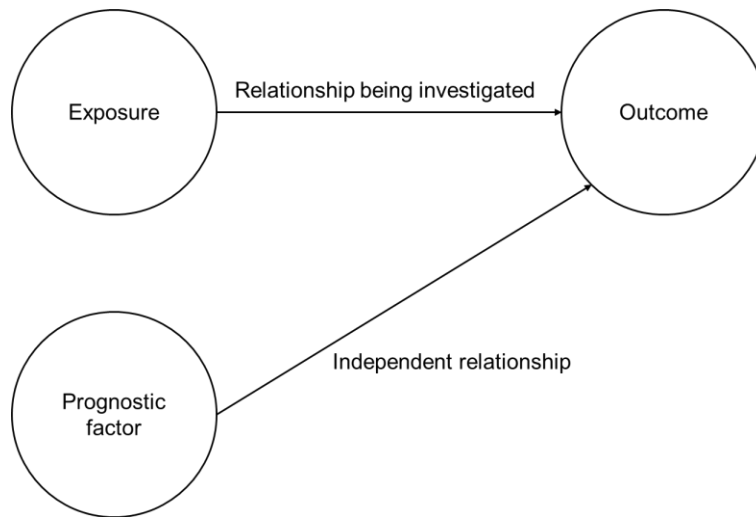 Relationship being investigated
Exposure
Outcome
Independent relationship
Prognostic
factor